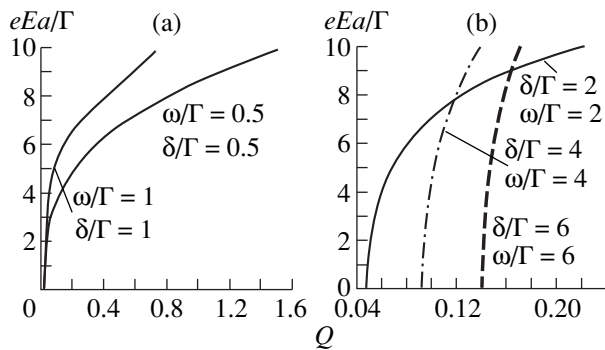 eEa/Γ (a)
10
8
6
4
2
0
0.4 0.8 1.2 1.6
ω/Γ = 0.5
δ/Γ = 0.5
ω/Γ = 1
δ/Γ = 1
eEa/Γ (b)
10
8
6
4
2
0
0.04 0.12 0.20
δ/Γ = 2
ω/Γ = 2
δ/Γ = 4
ω/Γ = 4
δ/Γ = 6
ω/Γ = 6
Q